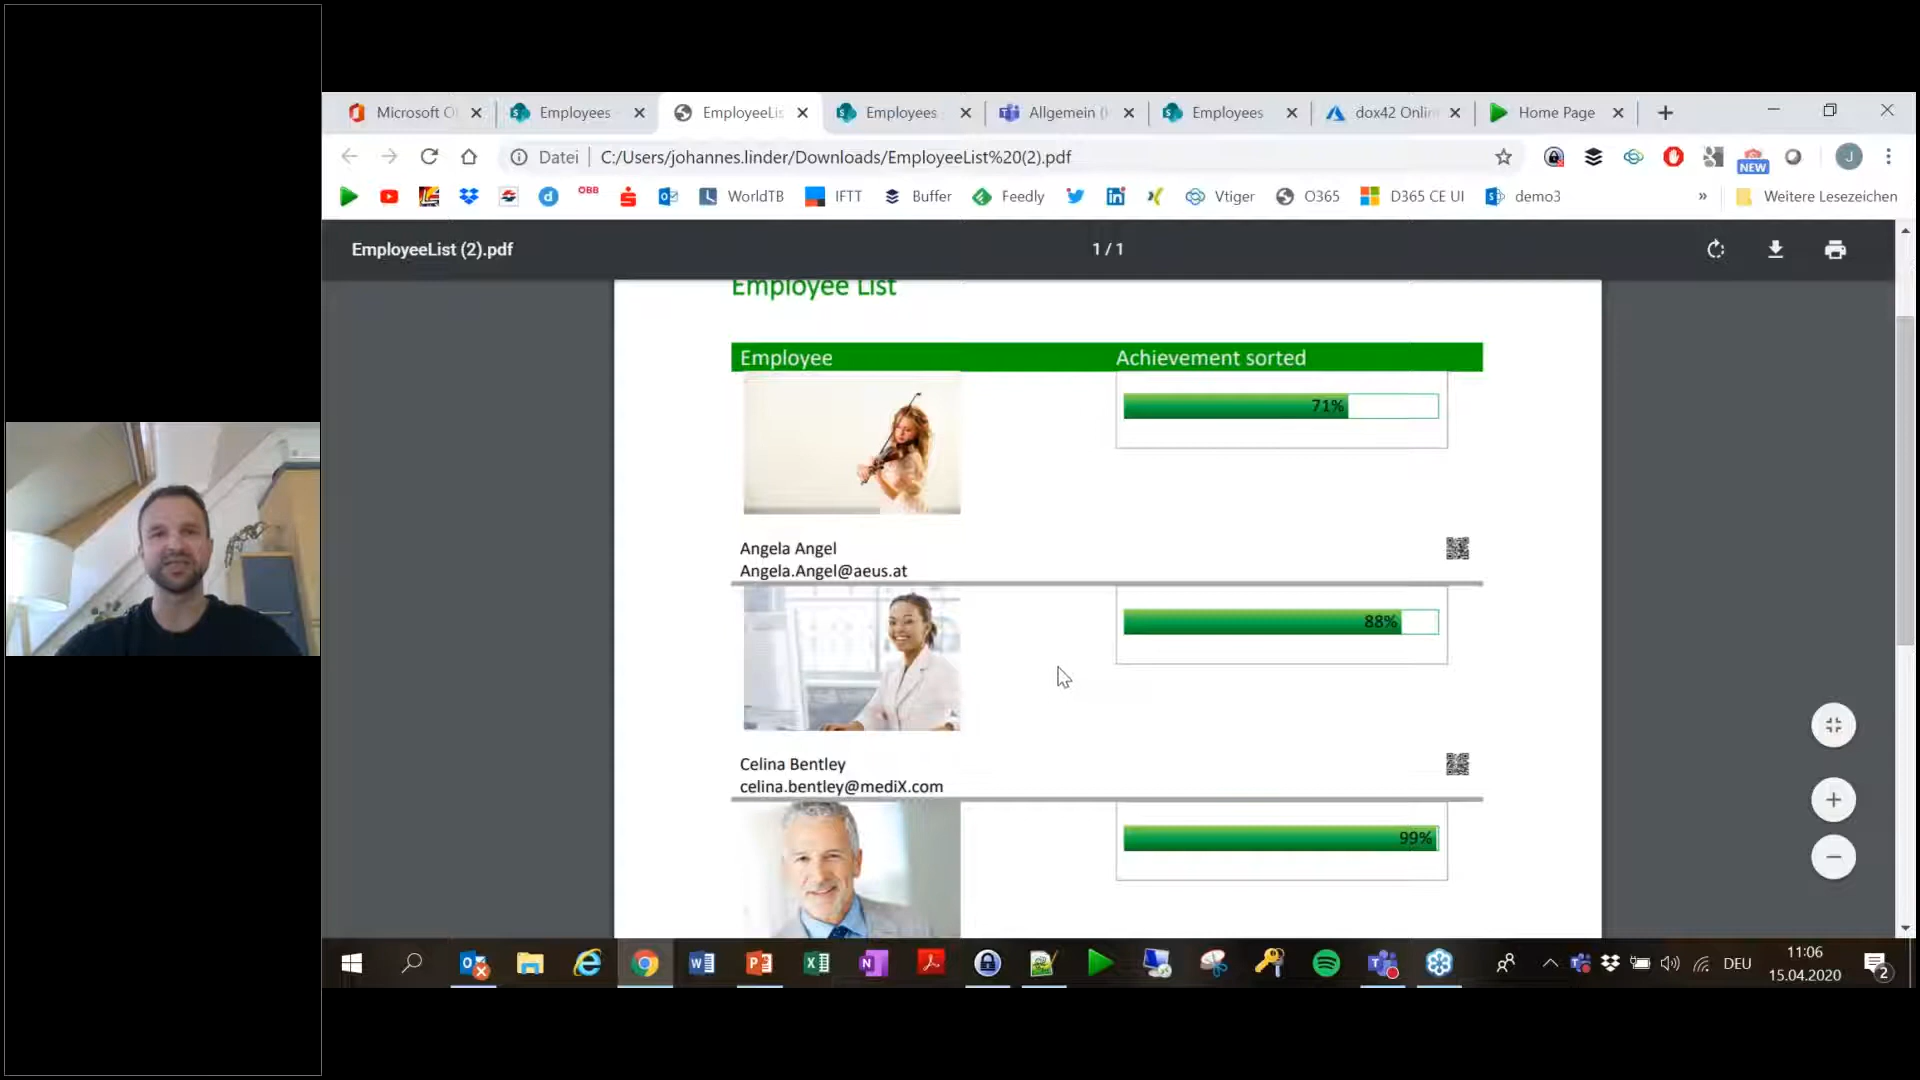 Microsoft O
Employees
EmployeeLis
Employees
Allgemein (
Employees
dox42 Onlin
Home Page
Datei
C:/Users/johannes.linder/Downloads/EmployeeList%20(2).pdf
NEW
J
ÖBB
WorldTB
IFTT
Buffer
Feedly
Vtiger
O365
D365 CE UI
demo3
»
Weitere Lesezeichen
EmployeeList (2).pdf
1 / 1
Employee List
Employee
Achievement sorted
71%
Angela Angel
Angela.Angel@aeus.at
88%
Celina Bentley
celina.bentley@mediX.com
99%
DEU
11:06
15.04.2020
2